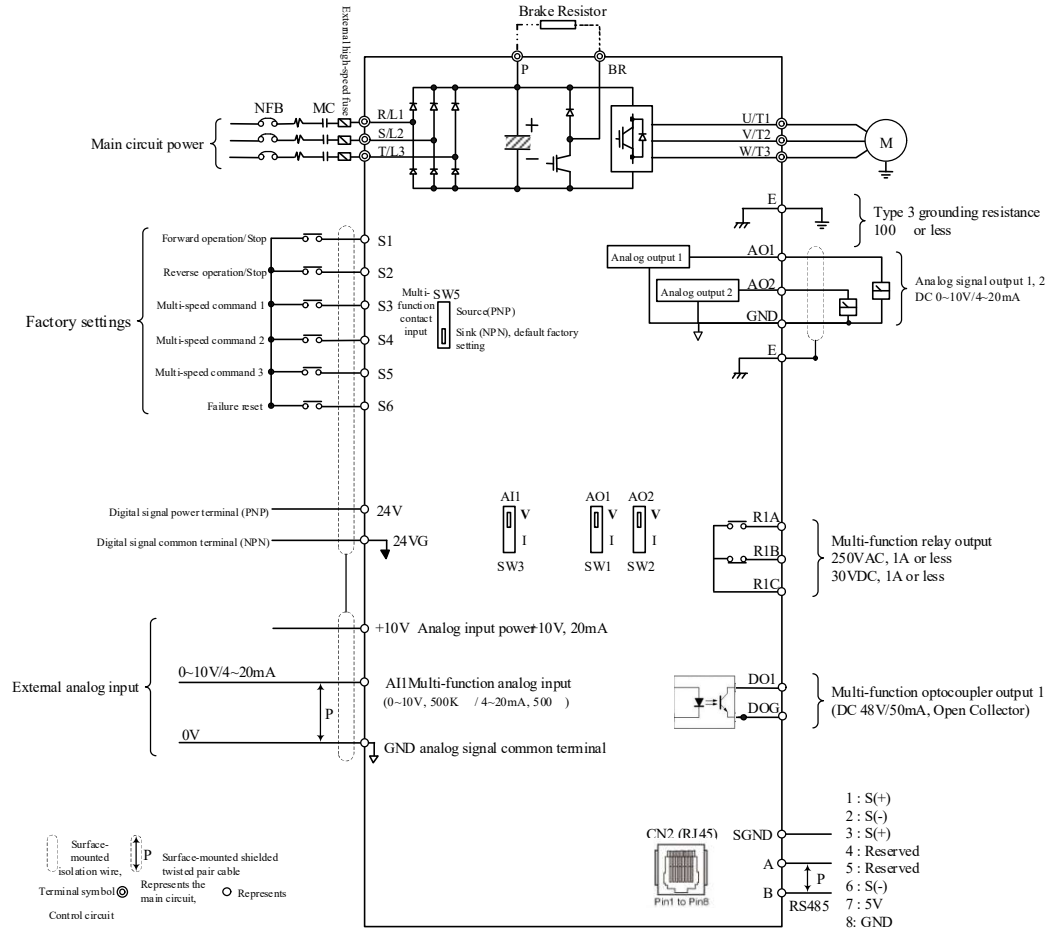 Brake Resistor
External high-speed fuse
P
BR
NFB
MC
R/L1
S/L2
T/L3
Main circuit power
+
−
U/T1
V/T2
W/T3
M
E
Type 3 grounding resistance
100 or less
Factory settings
Forward operation/Stop
S1
Reverse operation/Stop
S2
Multi-speed command 1
S3
Multi-speed command 2
S4
Multi-speed command 3
S5
Failure reset
S6
Multi-function contact input
SW5
Source(PNP)
Sink (NPN), default factory setting
Analog output 1
AO1
Analog output 2
AO2
GND
E
Analog signal output 1, 2
DC 0~10V/4~20mA
Digital signal power terminal (PNP)
24V
Digital signal common terminal (NPN)
24VG
AI1
V
I
SW3
AO1
V
I
SW1
AO2
V
I
SW2
R1A
R1B
R1C
Multi-function relay output
250VAC, 1A or less
30VDC, 1A or less
External analog input
+10V Analog input power+10V, 20mA
0~10V/4~20mA
AI1Multi-function analog input
(0~10V, 500K / 4~20mA, 500 )
P
0V
GND analog signal common terminal
DO1
DOG
Multi-function optocoupler output 1
(DC 48V/50mA, Open Collector)
CN2 (RJ45)
Pin1 to Pin8
SGND
A
B
P
RS485
1 : S(+)
2 : S(-)
3 : S(+)
4 : Reserved
5 : Reserved
6 : S(-)
7 : 5V
8: GND
Surface-mounted isolation wire,
P
Surface-mounted shielded twisted pair cable
Terminal symbol
Represents the main circuit,
Represents
Control circuit